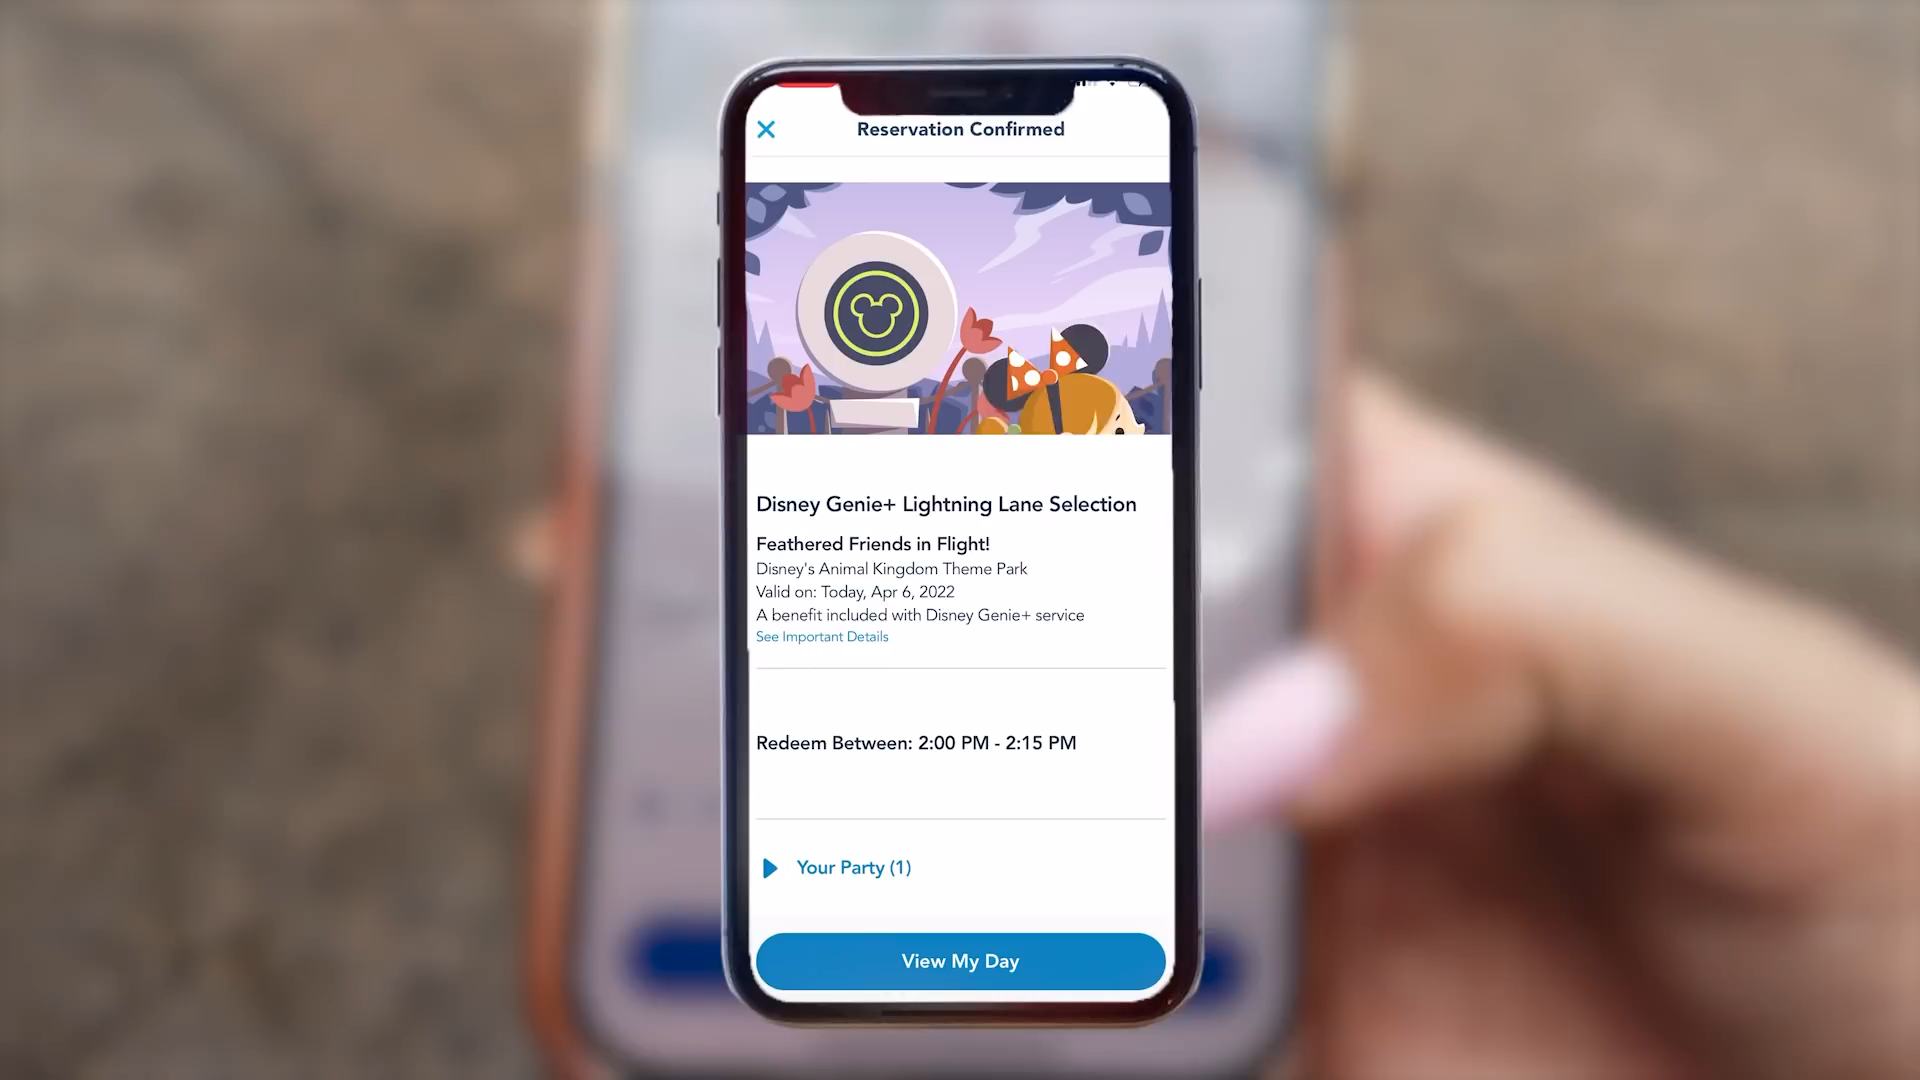 Reservation Confirmed
Disney Genie+ Lightning Lane Selection
Feathered Friends in Flight!
Disney's Animal Kingdom Theme Park
Valid on: Today, Apr 6, 2022
A benefit included with Disney Genie+ service
See Important Details
Redeem Between: 2:00 PM - 2:15 PM
Your Party (1)
View My Day